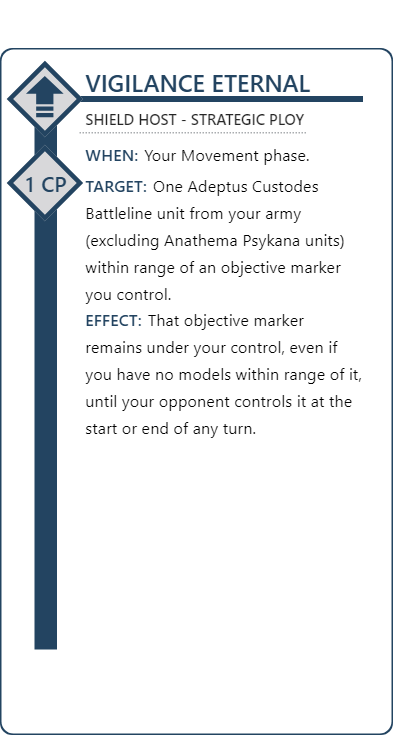 VIGILANCE ETERNAL
SHIELD HOST - STRATEGIC PLOY
WHEN: Your Movement phase.
1 CP
TARGET: One Adeptus Custodes
Battleline unit from your army
(excluding Anathema Psykana units)
within range of an objective marker
you control.
EFFECT: That objective marker
remains under your control, even if
you have no models within range of it,
until your opponent controls it at the
start or end of any turn.